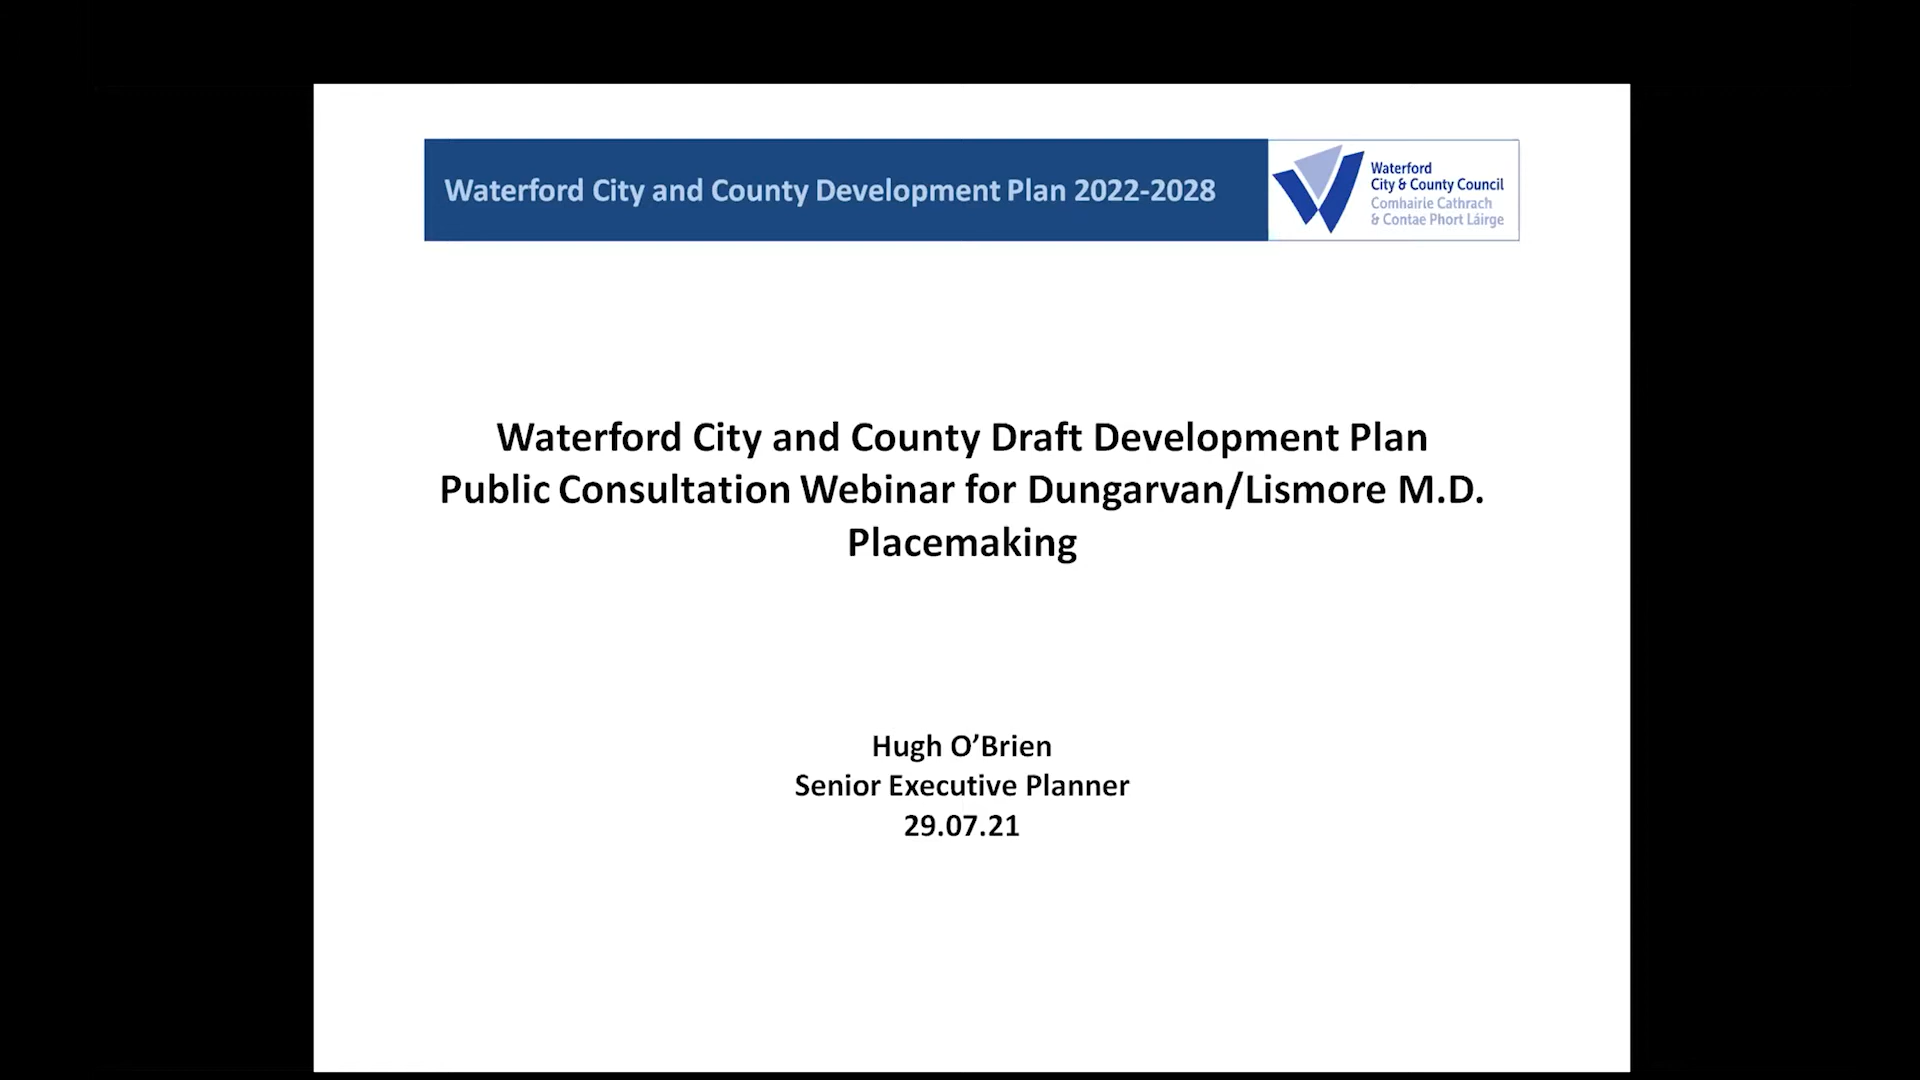 Waterford City and County Development Plan 2022-2028
Waterford
City & County Council
Comhairle Cathrach
& Contae Phort Láirge
Waterford City and County Draft Development Plan
Public Consultation Webinar for Dungarvan/Lismore M.D.
Placemaking
Hugh O’Brien
Senior Executive Planner
29.07.21